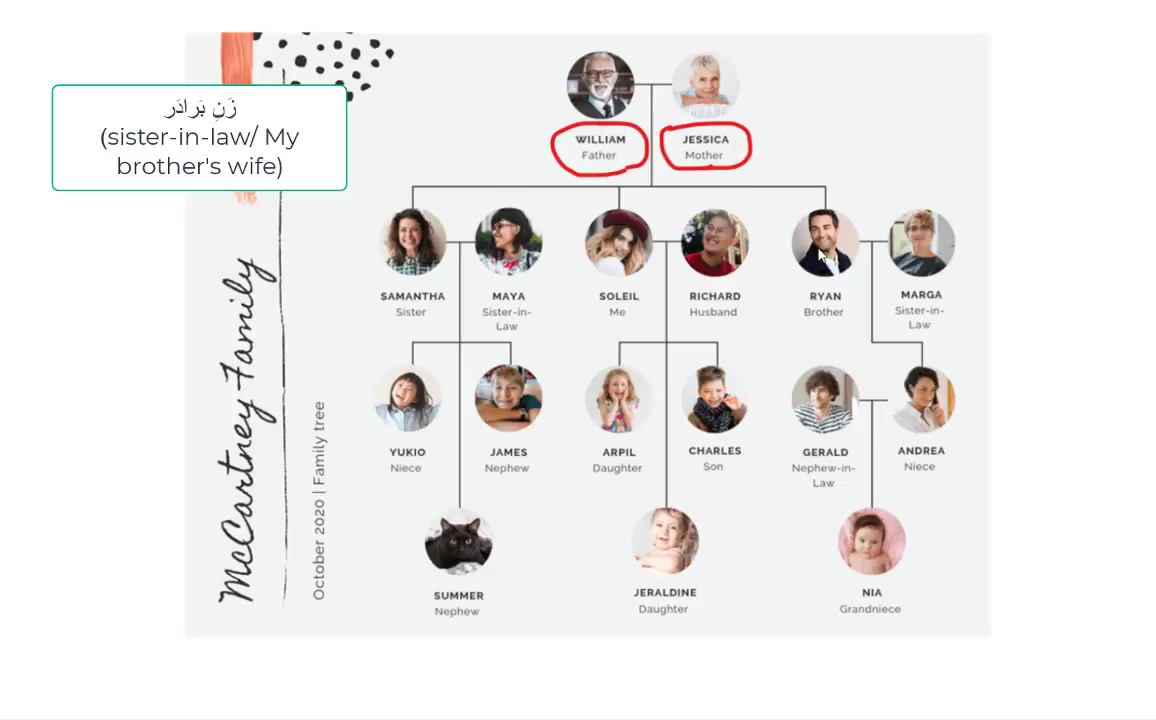 زَنِ بَرادَر
(sister-in-law/ My
brother's wife)
WILLIAM
Father
JESSICA
Mother
SAMANTHA
Sister
MAYA
Sister-in-
Law
SOLEIL
Me
RICHARD
Husband
RYAN
Brother
MARGA
Sister-in-
Law
YUKIO
Niece
JAMES
Nephew
ARPIL
Daughter
CHARLES
Son
GERALD
Nephew-in-
Law
ANDREA
Niece
SUMMER
Nephew
JERALDINE
Daughter
NIA
Grandniece
McCartney Family
October 2020 | Family tree